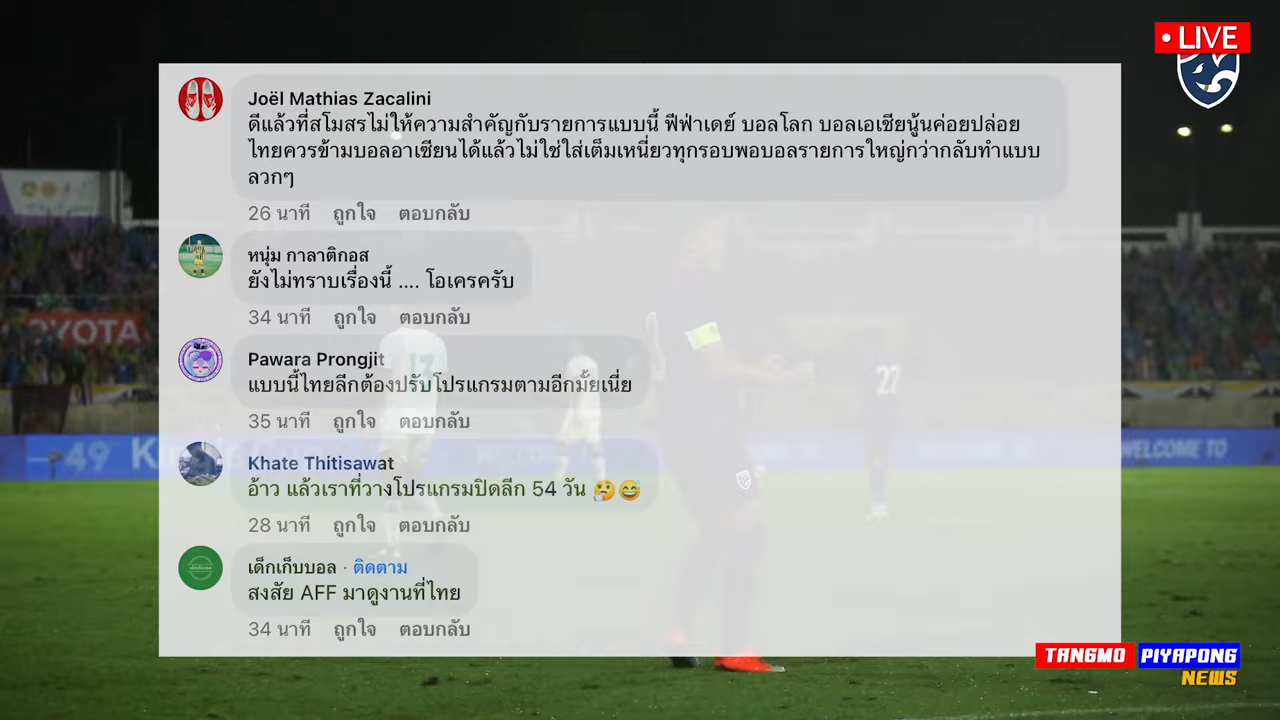 • LIVE
Joël Mathias Zacalini
ดีแล้วที่สโมสรไม่ให้ความสำคัญกับรายการแบบนี้ ฟีฟ่าเดย์ บอลโลก บอลเอเชียนู้นค่อยปล่อย
ไทยควรข้ามบอลอาเซียนได้แล้วไม่ใช่ใส่เต็มเหนี่ยวทุกรอบพอบอลรายการใหญ่กว่ากลับทำแบบ
ลวกๆ
26 นาที ถูกใจ ตอบกลับ
หนุ่ม กาลาติกอส
ยังไม่ทราบเรื่องนี้ .... โอเครครับ
34 นาที ถูกใจ ตอบกลับ
Pawara Prongjit
แบบนี้ไทยลีกต้องปรับโปรแกรมตามอีกมั้ยเนี่ย
35 นาที ถูกใจ ตอบกลับ
Khate Thitisawat
อ้าว แล้วเราที่วางโปรแกรมปิดลีก 54 วัน 🤧😅
28 นาที ถูกใจ ตอบกลับ
เด็กเก็บบอล · ติดตาม
สงสัย AFF มาดูงานที่ไทย
34 นาที ถูกใจ ตอบกลับ
OYOTA
17
27
49 K
WELCOME TO
TANGMO PIYAPONG
NEWS